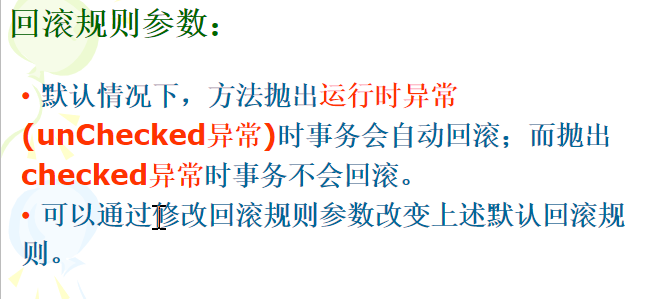 回滚规则参数：
• 默认情况下，方法抛出运行时异常
(unChecked异常)时事务会自动回滚；而抛出
checked异常时事务不会回滚。
• 可以通过修改回滚规则参数改变上述默认回滚规
则。